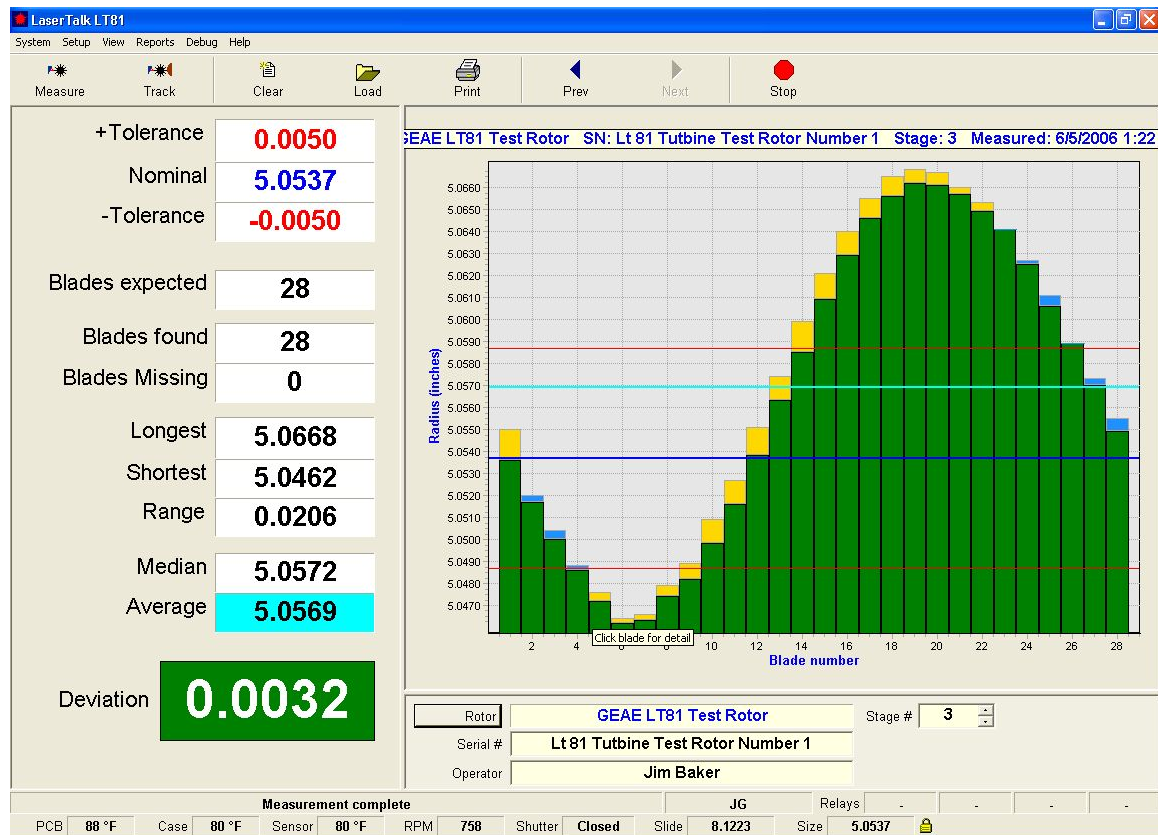 LaserTalk LT81
System Setup View Reports Debug Help
Measure Track Clear Load Print Prev Next Stop
+Tolerance 0.0050
Nominal 5.0537
-Tolerance -0.0050
Blades expected 28
Blades found 28
Blades Missing 0
Longest 5.0668
Shortest 5.0462
Range 0.0206
Median 5.0572
Average 5.0569
Deviation 0.0032
GEAE LT81 Test Rotor SN: Lt 81 Tutbine Test Rotor Number 1 Stage: 3 Measured: 6/5/2006 1:22
Radius (inches)
5.0660
5.0650
5.0640
5.0630
5.0620
5.0610
5.0600
5.0590
5.0580
5.0570
5.0560
5.0550
5.0540
5.0530
5.0520
5.0510
5.0500
5.0490
5.0480
5.0470
Click blade for detail
2 4 6 8 10 12 14 16 18 20 22 24 26 28
Blade number
Rotor GEAE LT81 Test Rotor Stage # 3
Serial # Lt 81 Tutbine Test Rotor Number 1
Operator Jim Baker
Measurement complete JG Relays - - - -
PCB 88 °F Case 80 °F Sensor 80 °F RPM 758 Shutter Closed Slide 8.1223 Size 5.0537